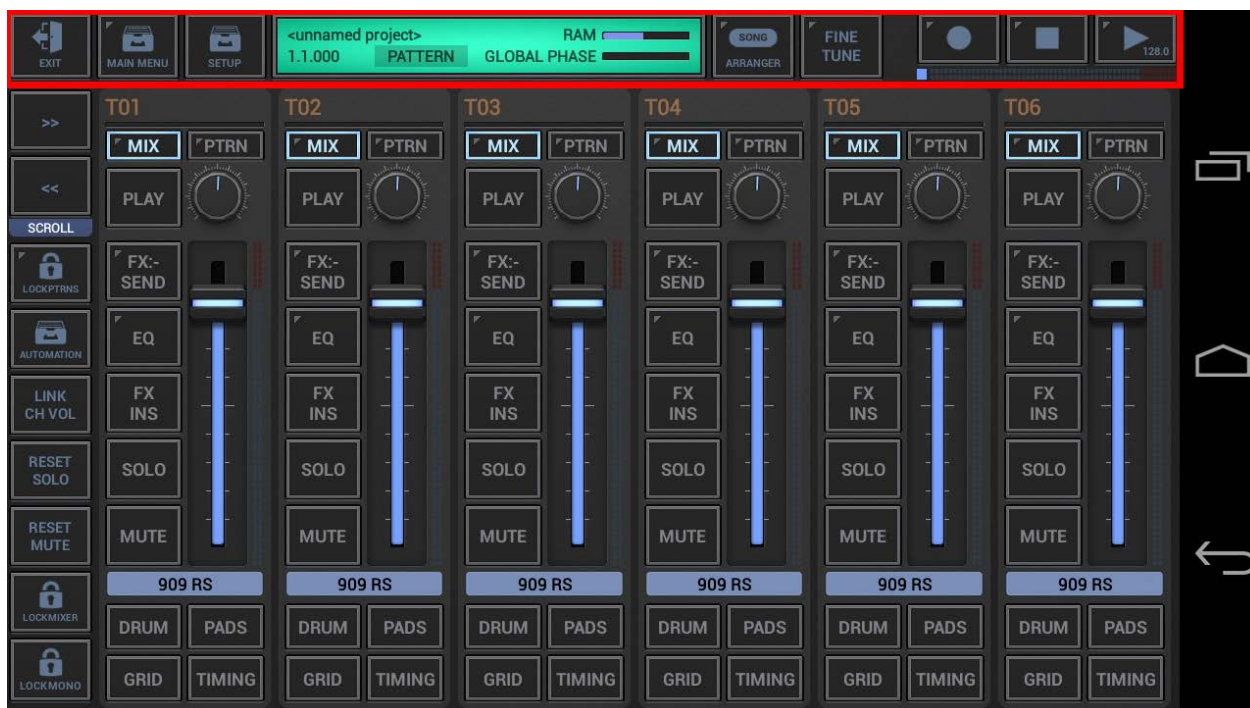 EXIT
MAIN MENU
SETUP
<unnamed project> RAM
1.1.000 PATTERN GLOBAL PHASE
SONG
ARRANGER
FINE
TUNE
128.0
>>
<<
SCROLL
LOCKPTRNS
AUTOMATION
LINK
CH VOL
RESET
SOLO
RESET
MUTE
LOCKMIXER
LOCKMONO
T01
MIX PTRN
PLAY
FX:-
SEND
EQ
FX
INS
SOLO
MUTE
909 RS
DRUM PADS
GRID TIMING
T02
MIX PTRN
PLAY
FX:-
SEND
EQ
FX
INS
SOLO
MUTE
909 RS
DRUM PADS
GRID TIMING
T03
MIX PTRN
PLAY
FX:-
SEND
EQ
FX
INS
SOLO
MUTE
909 RS
DRUM PADS
GRID TIMING
T04
MIX PTRN
PLAY
FX:-
SEND
EQ
FX
INS
SOLO
MUTE
909 RS
DRUM PADS
GRID TIMING
T05
MIX PTRN
PLAY
FX:-
SEND
EQ
FX
INS
SOLO
MUTE
909 RS
DRUM PADS
GRID TIMING
T06
MIX PTRN
PLAY
FX:-
SEND
EQ
FX
INS
SOLO
MUTE
909 RS
DRUM PADS
GRID TIMING